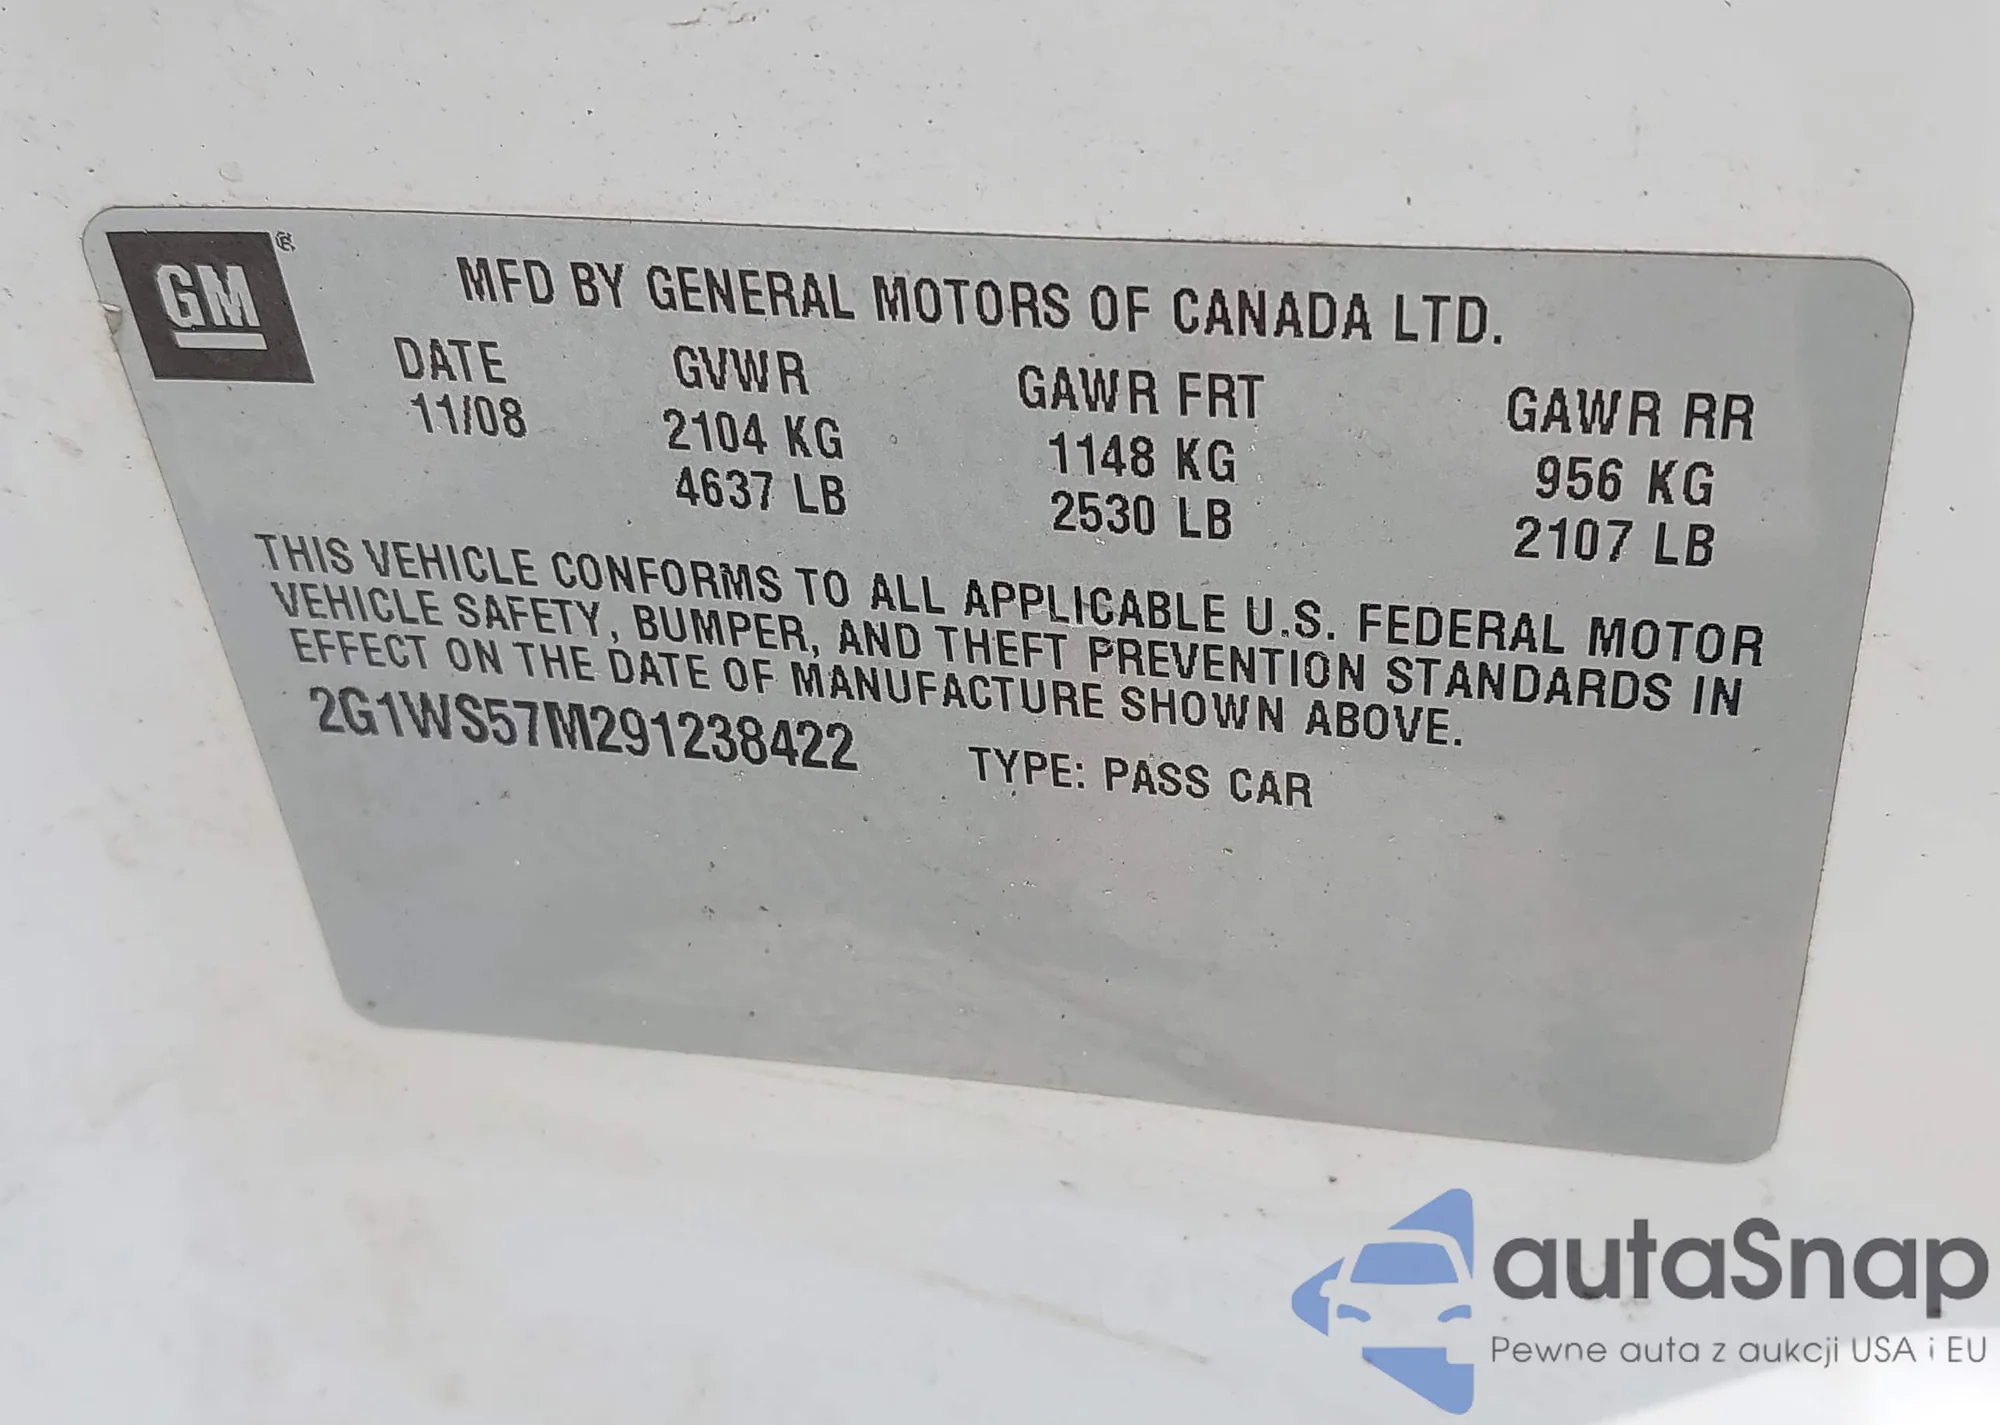 GM ®
MFD BY GENERAL MOTORS OF CANADA LTD.
DATE GVWR GAWR FRT GAWR RR
11/08 2104 KG 1148 KG 956 KG
4637 LB 2530 LB 2107 LB
THIS VEHICLE CONFORMS TO ALL APPLICABLE U.S. FEDERAL MOTOR
VEHICLE SAFETY, BUMPER, AND THEFT PREVENTION STANDARDS IN
EFFECT ON THE DATE OF MANUFACTURE SHOWN ABOVE.
2G1WS57M291238422 TYPE: PASS CAR
autaSnap
Pewne auta z aukcji USA i EU